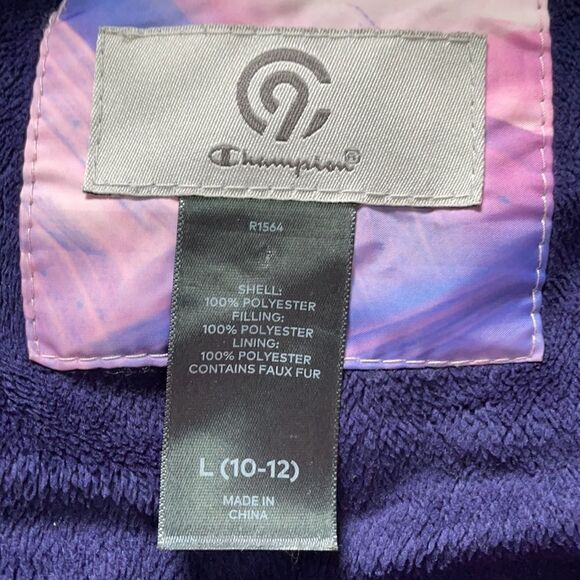 C9
Champion®
R1564
SHELL:
100% POLYESTER
FILLING:
100% POLYESTER
LINING:
100% POLYESTER
CONTAINS FAUX FUR
L (10-12)
MADE IN
CHINA